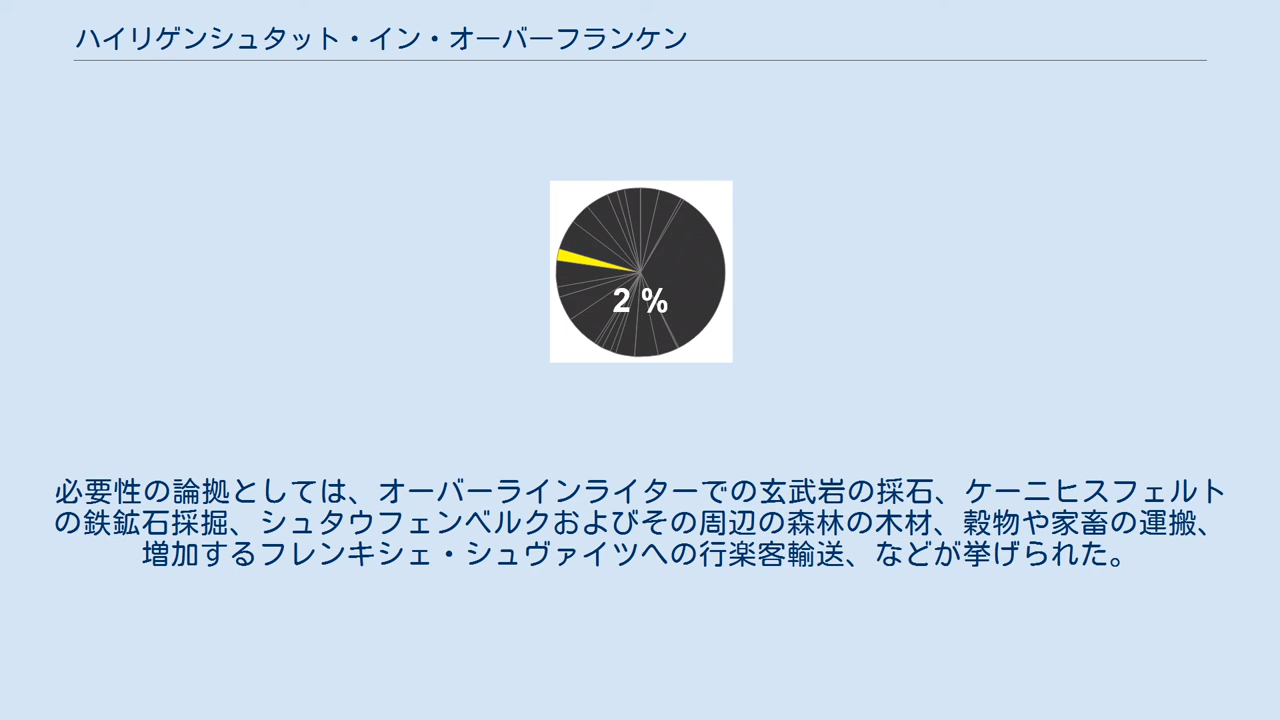 ハイリゲンシュタット・イン・オーバーフランケン
2 %
必要性の論拠としては、オーバーラインライターでの玄武岩の採石、ケーニヒスフェルト
の鉄鉱石採掘、シュタウフェンベルクおよびその周辺の森林の木材、穀物や家畜の運搬、
増加するフレンキシェ・シュヴァイツへの行楽客輸送、などが挙げられた。